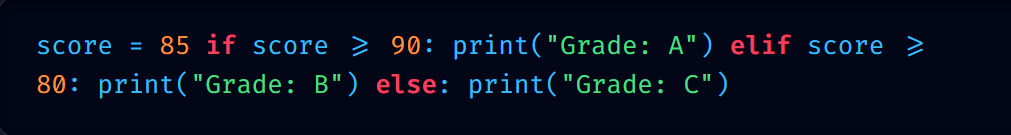 score = 85 if score >= 90: print("Grade: A") elif score >=
80: print("Grade: B") else: print("Grade: C")